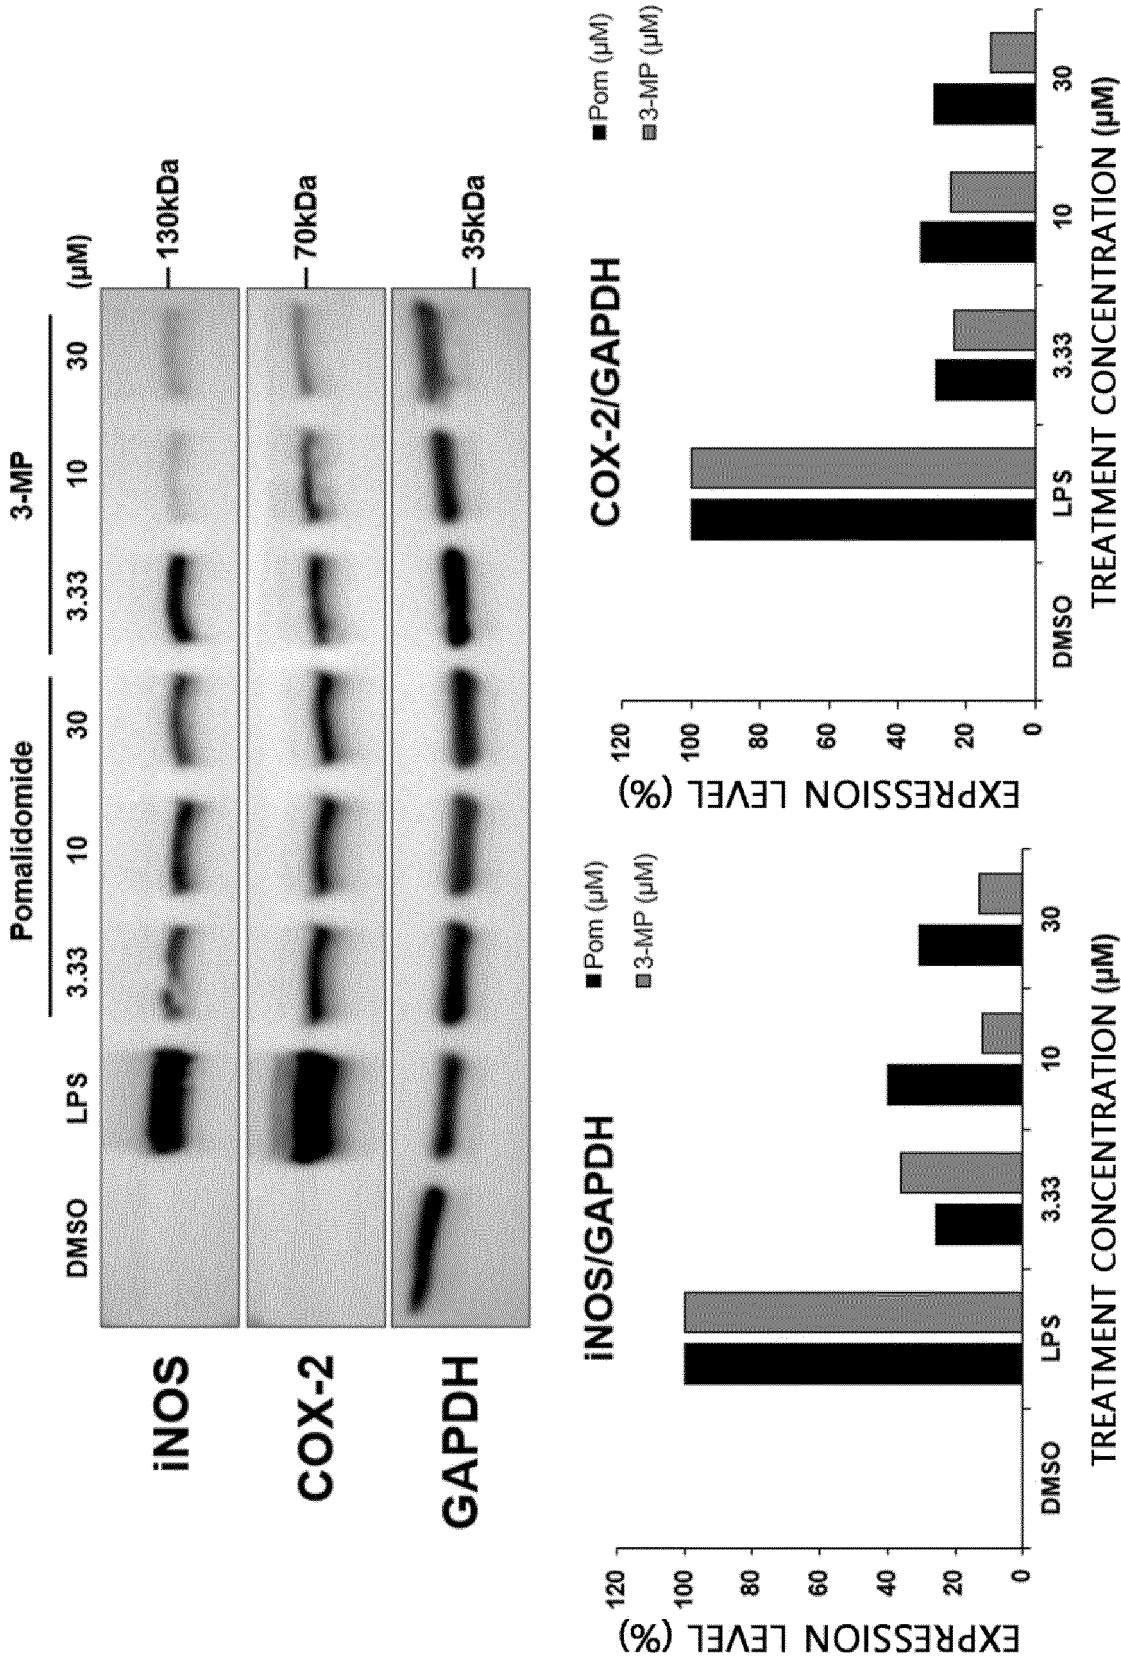 Pomalidomide 3-MP
DMSO LPS 3.33 10 30 3.33 10 30 (µM)
iNOS 130kDa
COX-2 70kDa
GAPDH 35kDa
iNOS/GAPDH
Pom (µM)
3-MP (µM)
EXPRESSION LEVEL (%)
120
100
80
60
40
20
0
DMSO LPS 3.33 10 30
TREATMENT CONCENTRATION (µM)
COX-2/GAPDH
Pom (µM)
3-MP (µM)
EXPRESSION LEVEL (%)
120
100
80
60
40
20
0
DMSO LPS 3.33 10 30
TREATMENT CONCENTRATION (µM)